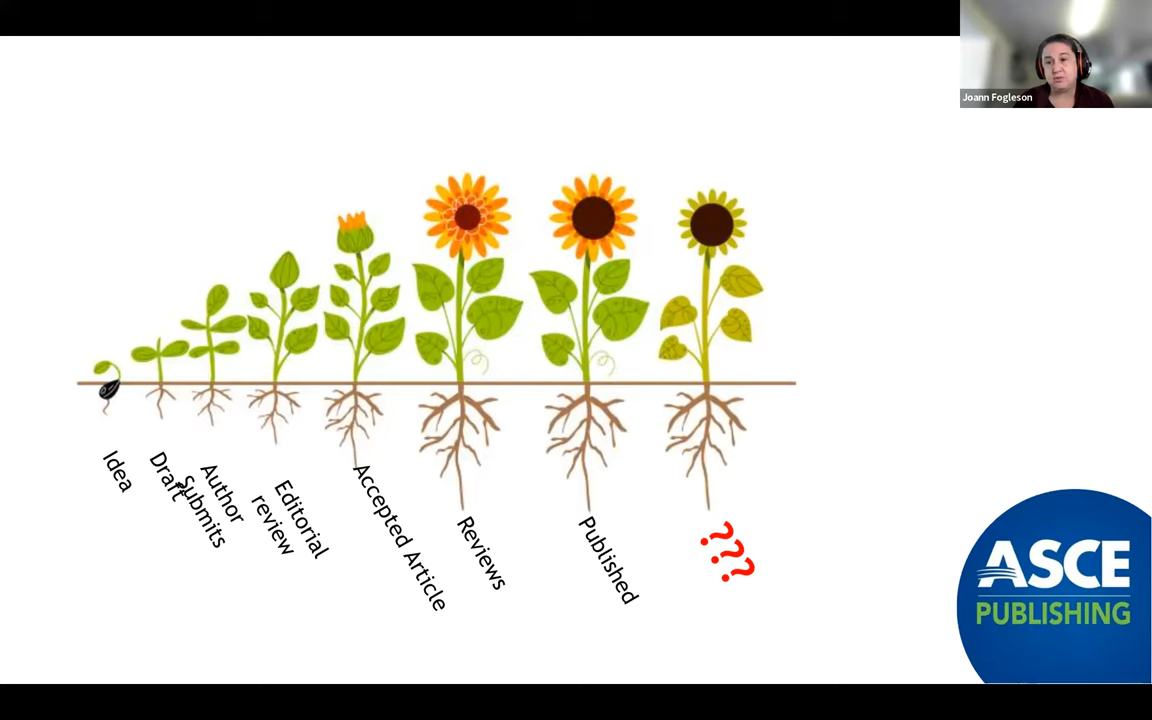 Joann Fogleson
Idea
Draft
Author
Submits
Editorial
review
Accepted Article
Reviews
Published
???
ASCE
PUBLISHING